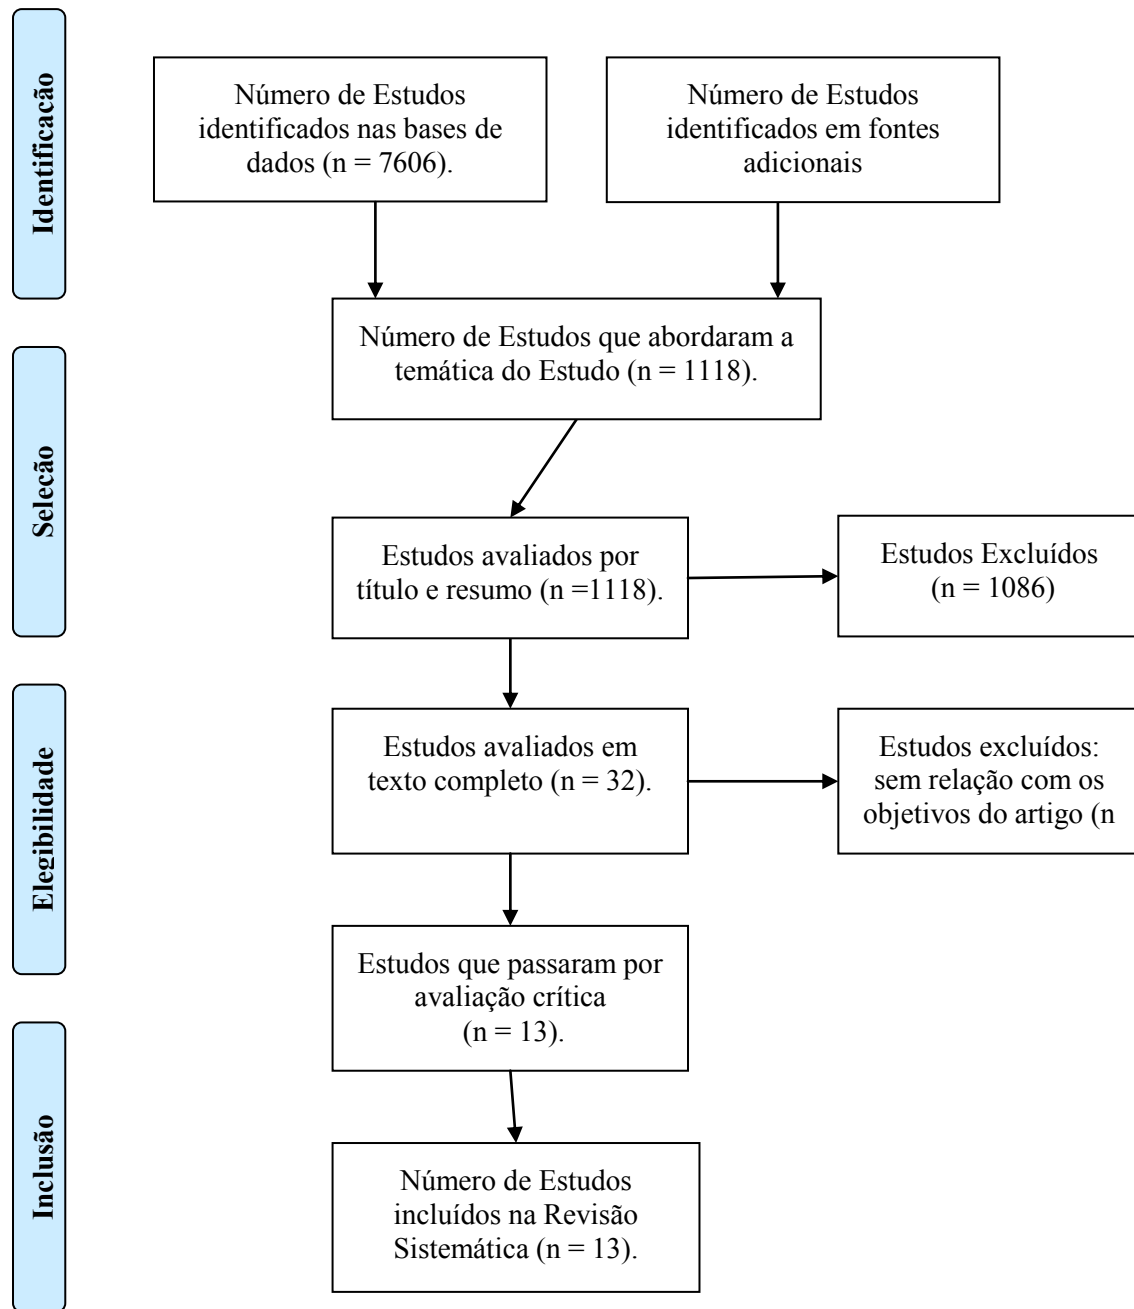 Identificação
Número de Estudos
identificados nas bases de
dados (n = 7606).
Número de Estudos
identificados em fontes
adicionais
Número de Estudos que abordaram a
temática do Estudo (n = 1118).
Seleção
Estudos avaliados por
título e resumo (n =1118).
Estudos Excluídos
(n = 1086)
Elegibilidade
Estudos avaliados em
texto completo (n = 32).
Estudos excluídos:
sem relação com os
objetivos do artigo (n
Estudos que passaram por
avaliação crítica
(n = 13).
Inclusão
Número de Estudos
incluídos na Revisão
Sistemática (n = 13).